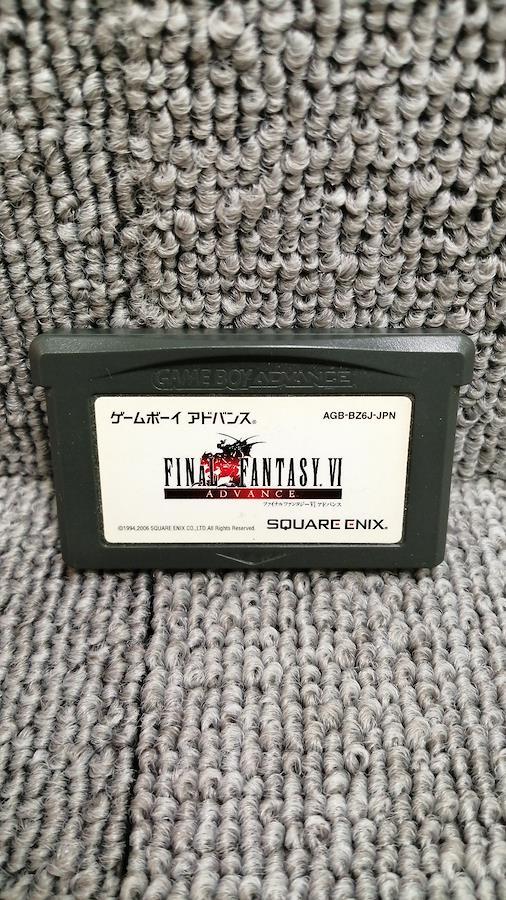 GAME BOY ADVANCE
ゲームボーイ アドバンス®
AGB-BZ6J-JPN
FINAL FANTASY. VI
ADVANCE
ファイナルファンタジーVI アドバンス
©1994,2006 SQUARE ENIX CO.,LTD.All Rights Reserved.
SQUARE ENIX®